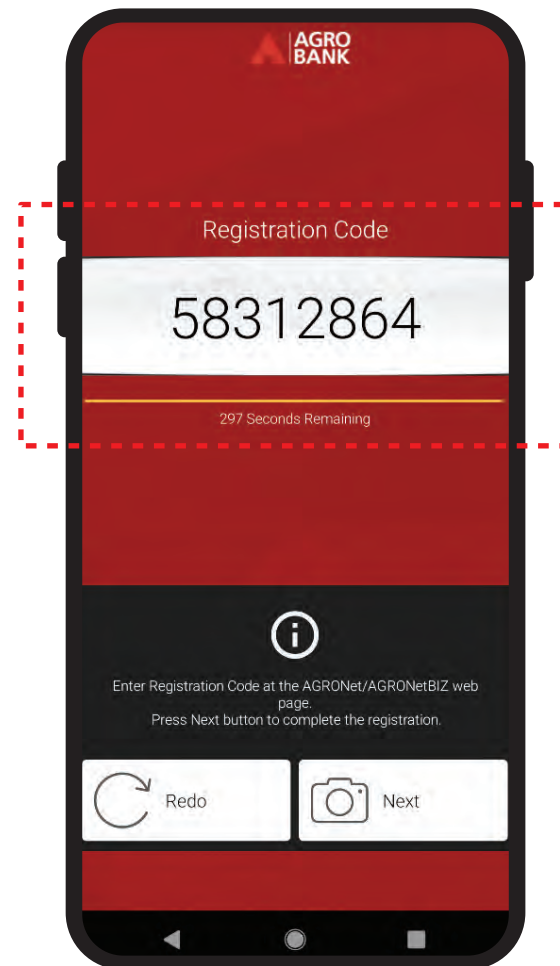 AGRO
BANK
Registration Code
58312864
297 Seconds Remaining
Enter Registration Code at the AGRONet/AGRONetBIZ web
page.
Press Next button to complete the registration.
Redo
Next